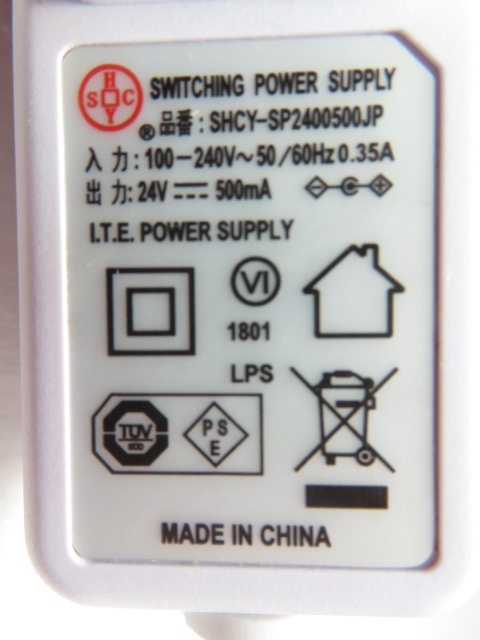 H
S C
Y
®
SWITCHING POWER SUPPLY
品番: SHCY-SP2400500JP
入力: 100-240V~50/60Hz 0.35A
出力: 24V⎓500mA
I.T.E. POWER SUPPLY
VI
1801
LPS
TÜV
PS
E
MADE IN CHINA